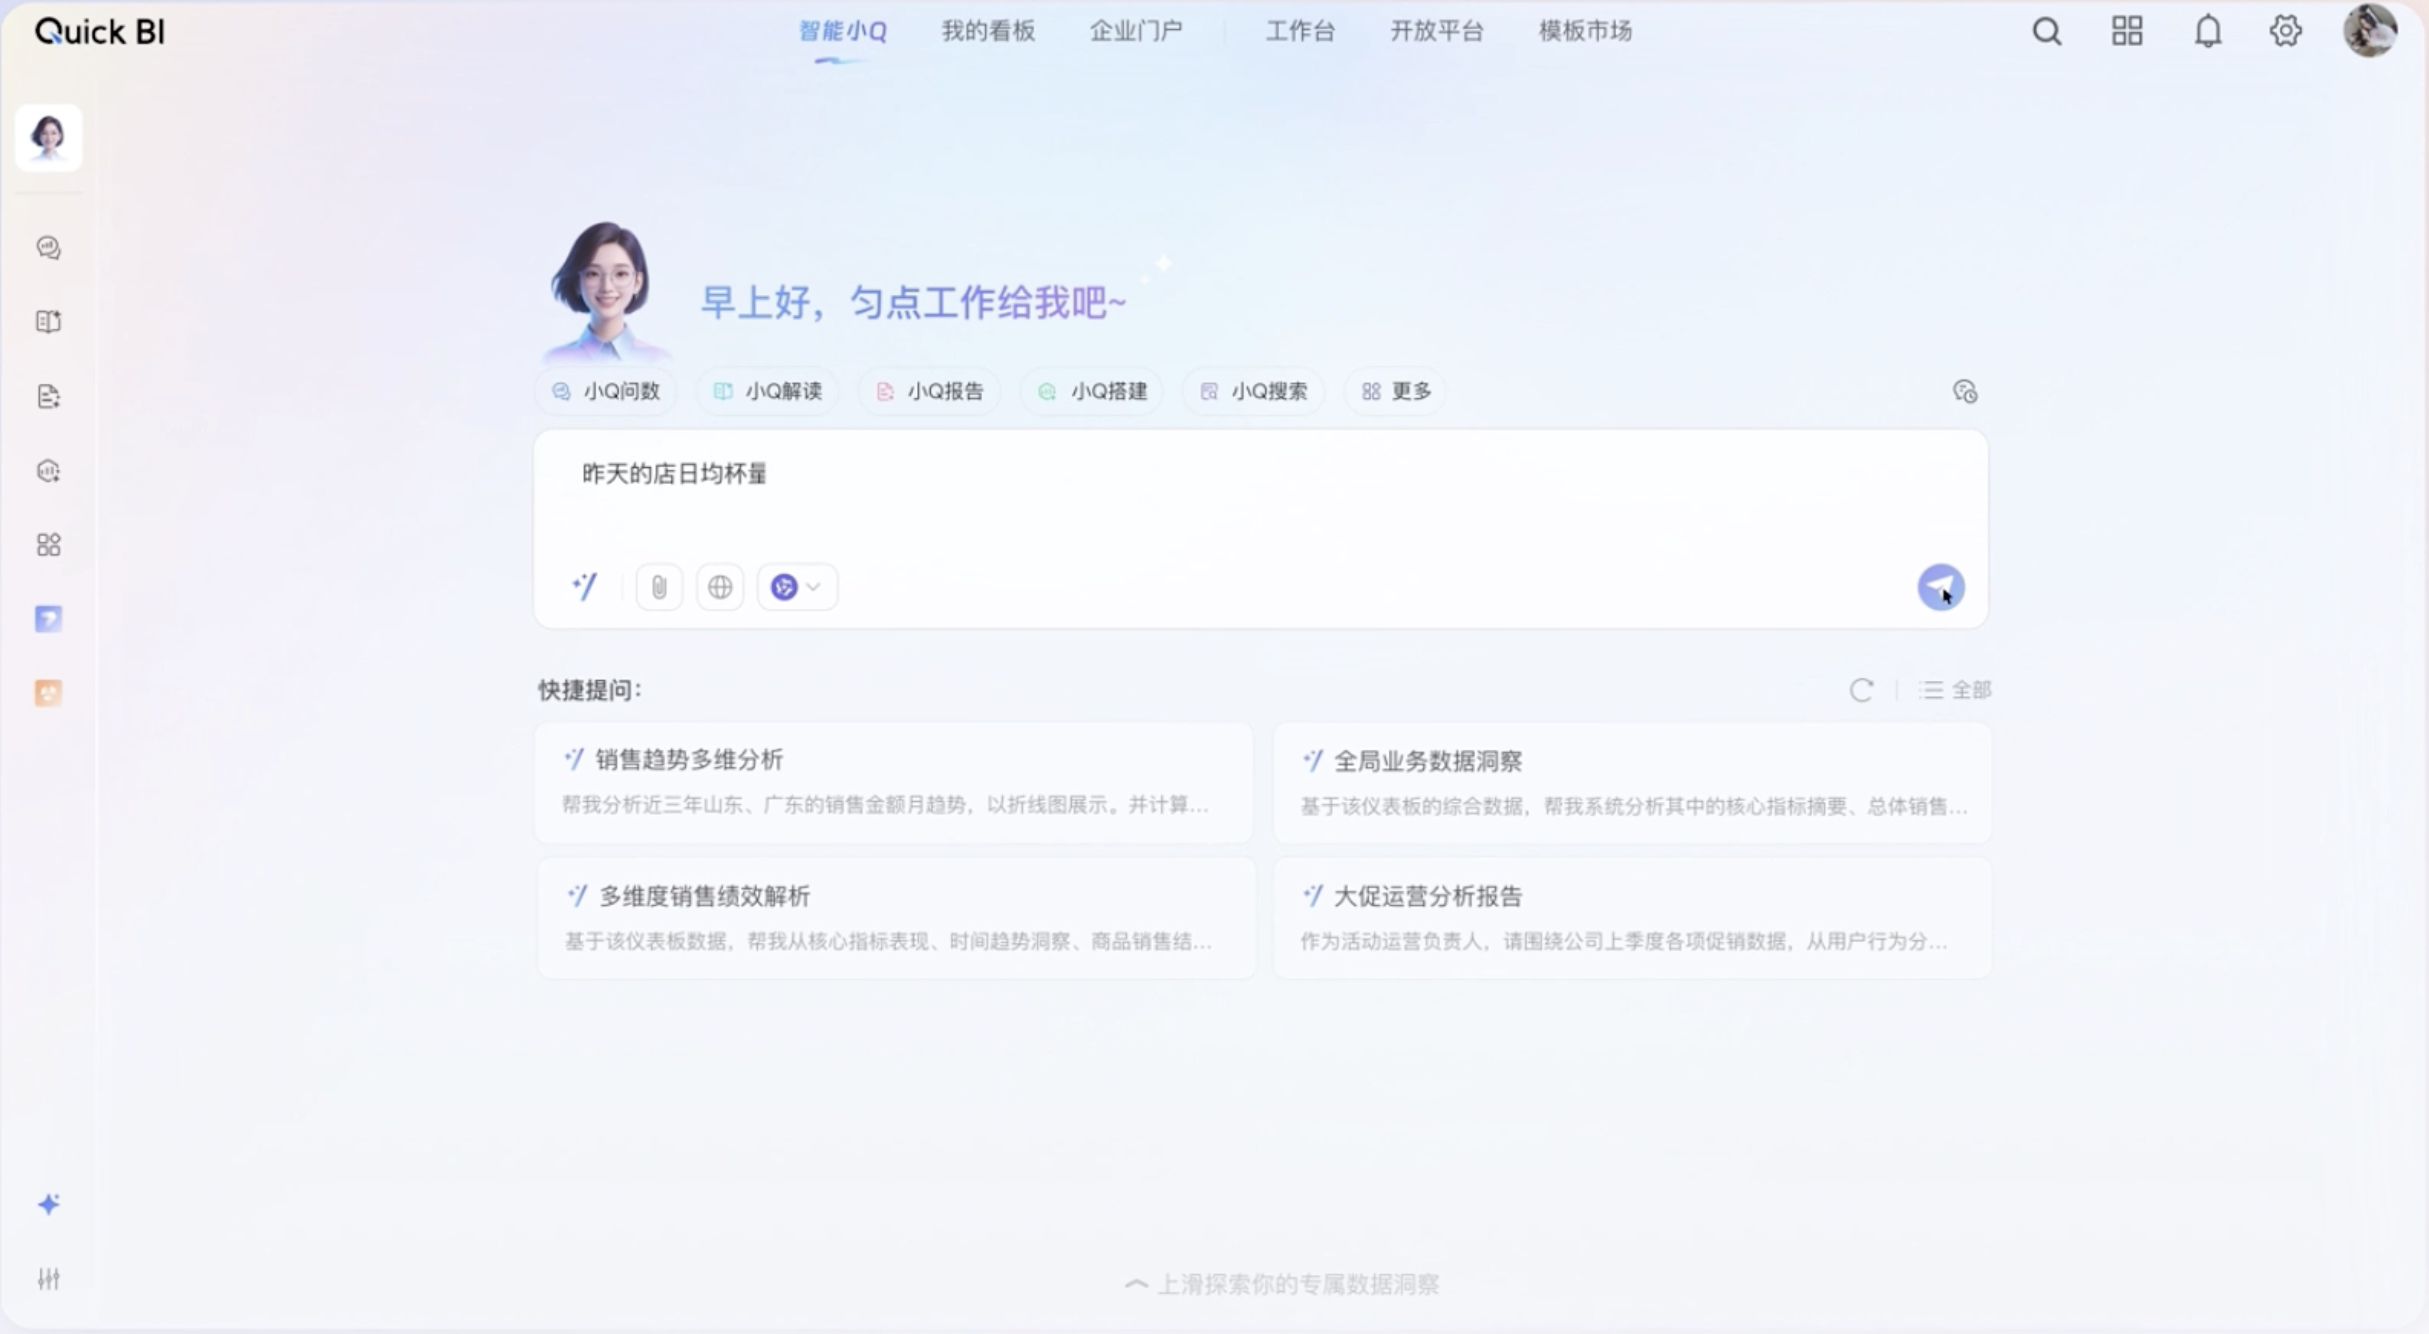 Quick BI
智能小Q 我的看板 企业门户 工作台 开放平台 模板市场
早上好，匀点工作给我吧~
小Q问数 小Q解读 小Q报告 小Q搭建 小Q搜索 更多
昨天的店日均杯量
快捷提问：
全部
销售趋势多维分析
帮我分析近三年山东、广东的销售金额月趋势，以折线图展示。并计算...
全局业务数据洞察
基于该仪表板的综合数据，帮我系统分析其中的核心指标摘要、总体销售...
多维度销售绩效解析
基于该仪表板数据，帮我从核心指标表现、时间趋势洞察、商品销售结...
大促运营分析报告
作为活动运营负责人，请围绕公司上季度各项促销数据，从用户行为分...
上滑探索你的专属数据洞察